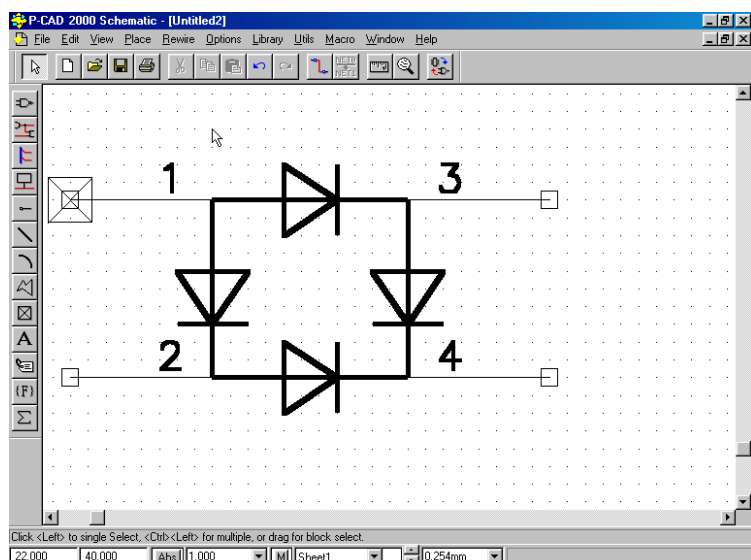 P-CAD 2000 Schematic - [Untitled2]
File Edit View Place Rewire Options Library Utils Macro Window Help
NET0
NET1
1
3
2
4
A
{F}
Σ
Click <Left> to single Select, <Ctrl><Left> for multiple, or drag for block select.
22.000 40.000 Abs 1.000 M Sheet1 0.254mm